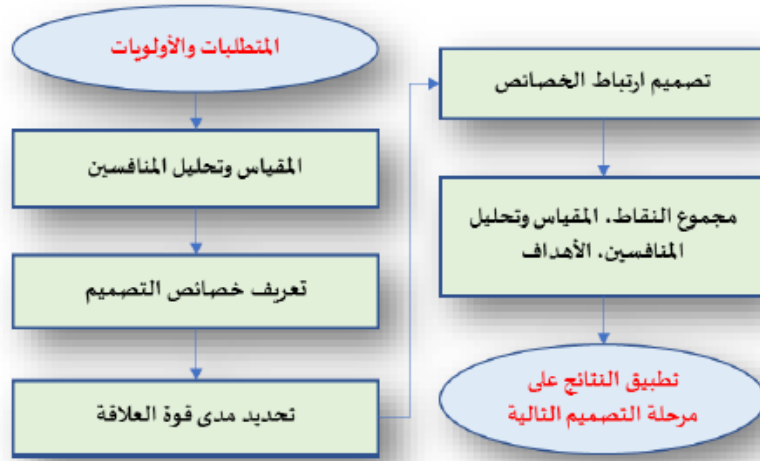 المتطلبات والأولويات
المقياس وتحليل المنافسين
تعريف خصائص التصميم
تحديد مدى قوة العلاقة
تصميم ارتباط الخصائص
مجموع النقاط، المقياس وتحليل
المنافسين، الأهداف
تطبيق النتائج على
مرحلة التصميم التالية